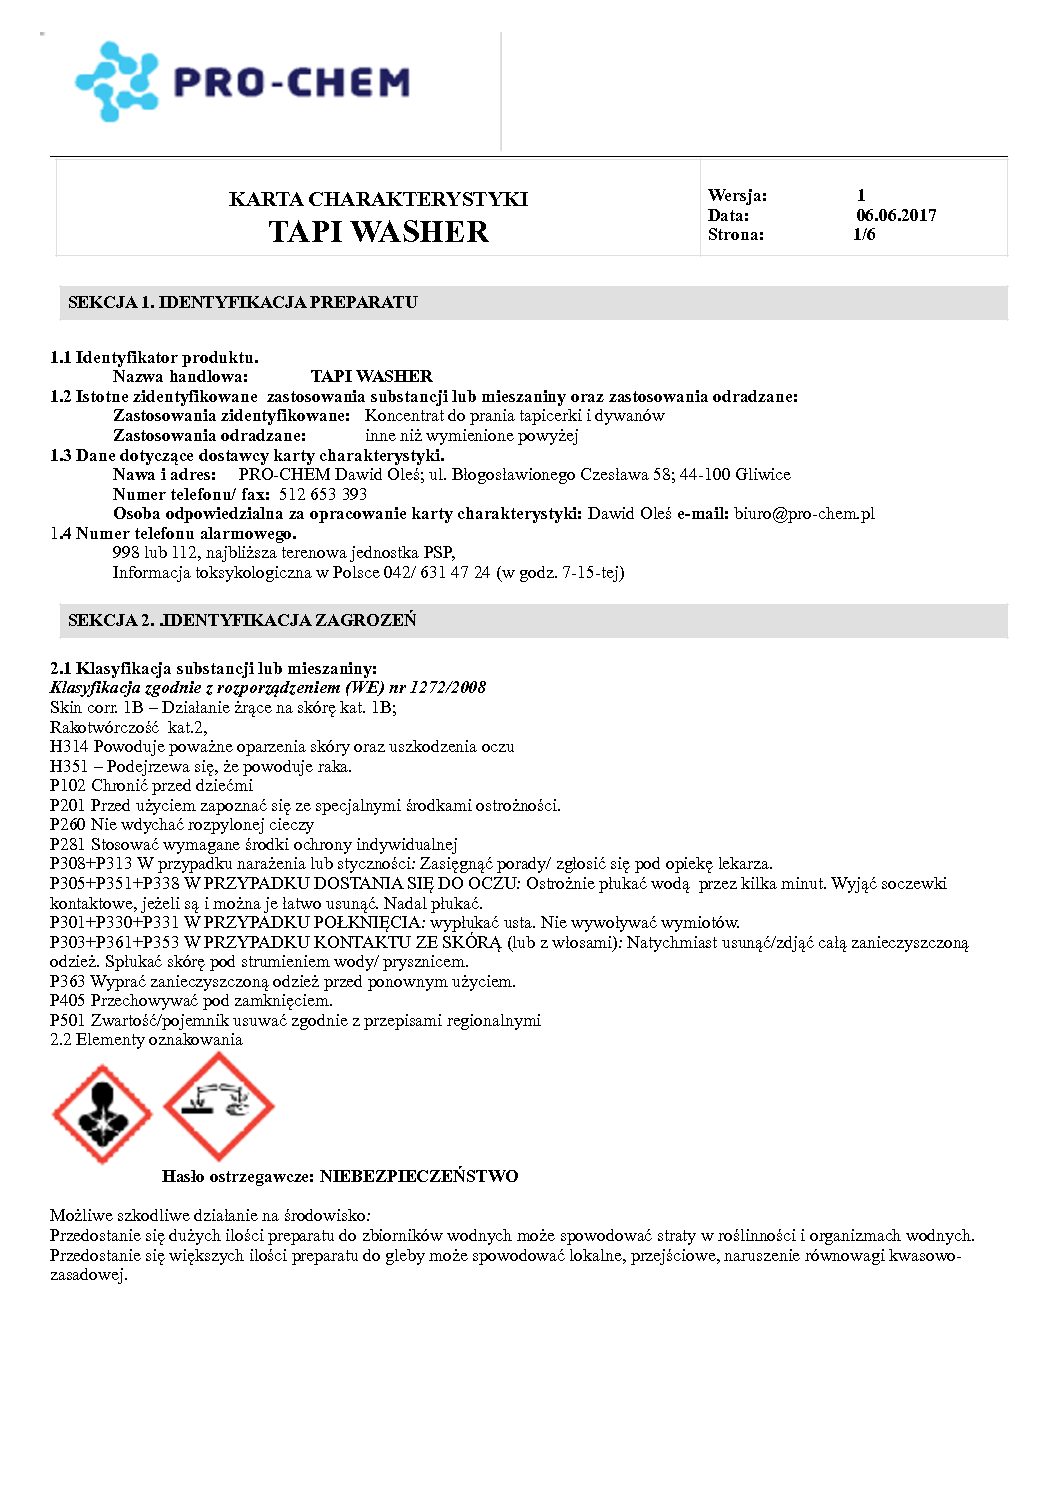 PRO-CHEM
KARTA CHARAKTERYSTYKI
TAPI WASHER
Wersja: 1
Data: 06.06.2017
Strona: 1/6
SEKCJA 1. IDENTYFIKACJA PREPARATU
1.1 Identyfikator produktu.
Nazwa handlowa: TAPI WASHER
1.2 Istotne zidentyfikowane zastosowania substancji lub mieszaniny oraz zastosowania odradzane:
Zastosowania zidentyfikowane: Koncentrat do prania tapicerki i dywanów
Zastosowania odradzane: inne niż wymienione powyżej
1.3 Dane dotyczące dostawcy karty charakterystyki.
Nawa i adres: PRO-CHEM Dawid Oleś; ul. Błogosławionego Czesława 58; 44-100 Gliwice
Numer telefonu/ fax: 512 653 393
Osoba odpowiedzialna za opracowanie karty charakterystyki: Dawid Oleś e-mail: biuro@pro-chem.pl
1.4 Numer telefonu alarmowego.
998 lub 112, najbliższa terenowa jednostka PSP,
Informacja toksykologiczna w Polsce 042/ 631 47 24 (w godz. 7-15-tej)
SEKCJA 2. .IDENTYFIKACJA ZAGROZEŃ
2.1 Klasyfikacja substancji lub mieszaniny:
Klasyfikacja zgodnie z rozporządzeniem (WE) nr 1272/2008
Skin corr. 1B – Działanie żrące na skórę kat. 1B;
Rakotwórczość kat.2,
H314 Powoduje poważne oparzenia skóry oraz uszkodzenia oczu
H351 – Podejrzewa się, że powoduje raka.
P102 Chronić przed dziećmi
P201 Przed użyciem zapoznać się ze specjalnymi środkami ostrożności.
P260 Nie wdychać rozpylonej cieczy
P281 Stosować wymagane środki ochrony indywidualnej
P308+P313 W przypadku narażenia lub styczności: Zasięgnąć porady/ zgłosić się pod opiekę lekarza.
P305+P351+P338 W PRZYPADKU DOSTANIA SIĘ DO OCZU: Ostrożnie płukać wodą przez kilka minut. Wyjąć soczewki
kontaktowe, jeżeli są i można je łatwo usunąć. Nadal płukać.
P301+P330+P331 W PRZYPADKU POŁKNIĘCIA: wypłukać usta. Nie wywoływać wymiotów.
P303+P361+P353 W PRZYPADKU KONTAKTU ZE SKÓRĄ (lub z włosami): Natychmiast usunąć/zdjąć całą zanieczyszczoną
odzież. Spłukać skórę pod strumieniem wody/ prysznicem.
P363 Wyprać zanieczyszczoną odzież przed ponownym użyciem.
P405 Przechowywać pod zamknięciem.
P501 Zwartość/pojemnik usuwać zgodnie z przepisami regionalnymi
2.2 Elementy oznakowania
Hasło ostrzegawcze: NIEBEZPIECZEŃSTWO
Możliwe szkodliwe działanie na środowisko:
Przedostanie się dużych ilości preparatu do zbiorników wodnych może spowodować straty w roślinności i organizmach wodnych.
Przedostanie się większych ilości preparatu do gleby może spowodować lokalne, przejściowe, naruszenie równowagi kwasowo-
zasadowej.